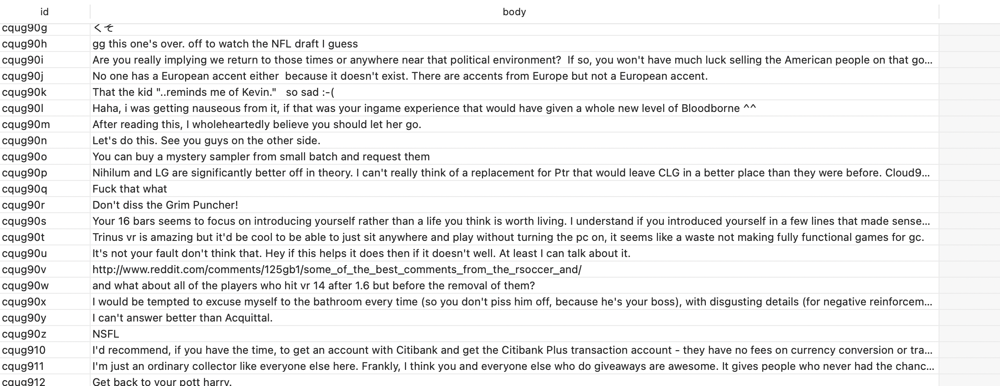 id body
cqug90g くそ
cqug90h gg this one's over. off to watch the NFL draft I guess
cqug90i Are you really implying we return to those times or anywhere near that political environment?  If so, you won't have much luck selling the American people on that go...
cqug90j No one has a European accent either  because it doesn't exist. There are accents from Europe but not a European accent.
cqug90k That the kid "..reminds me of Kevin."   so sad :-(
cqug90l Haha, i was getting nauseous from it, if that was your ingame experience that would have given a whole new level of Bloodborne ^^
cqug90m After reading this, I wholeheartedly believe you should let her go.
cqug90n Let's do this. See you guys on the other side.
cqug90o You can buy a mystery sampler from small batch and request them
cqug90p Nihilum and LG are significantly better off in theory. I can't really think of a replacement for Ptr that would leave CLG in a better place than they were before. Cloud9...
cqug90q Fuck that what
cqug90r Don't diss the Grim Puncher!
cqug90s Your 16 bars seems to focus on introducing yourself rather than a life you think is worth living. I understand if you introduced yourself in a few lines that made sense...
cqug90t Trinus vr is amazing but it'd be cool to be able to just sit anywhere and play without turning the pc on, it seems like a waste not making fully functional games for gc.
cqug90u It's not your fault don't think that. Hey if this helps it does then if it doesn't well. At least I can talk about it.
cqug90v http://www.reddit.com/comments/125gb1/some_of_the_best_comments_from_the_rsoccer_and/
cqug90w and what about all of the players who hit vr 14 after 1.6 but before the removal of them?
cqug90x I would be tempted to excuse myself to the bathroom every time (so you don't piss him off, because he's your boss), with disgusting details (for negative reinforcem...
cqug90y I can't answer better than Acquittal.
cqug90z NSFL
cqug910 I'd recommend, if you have the time, to get an account with Citibank and get the Citibank Plus transaction account - they have no fees on currency conversion or tra...
cqug911 I'm just an ordinary collector like everyone else here. Frankly, I think you and everyone else who do giveaways are awesome. It gives people who never had the chanc...
cqug912 Get back to your pott harry.